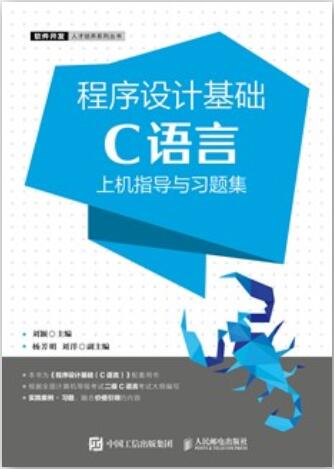 软件开发 人才培养系列丛书
程序设计基础
C语言
上机指导与习题集
刘颖 主编
杨芳明 刘洋 副主编
本书为《程序设计基础(C语言)》配套用书
根据全国计算机等级考试二级C语言考试大纲编写
实践案例·习题,融合价值引领的内容
中国工信出版集团
人民邮电出版社